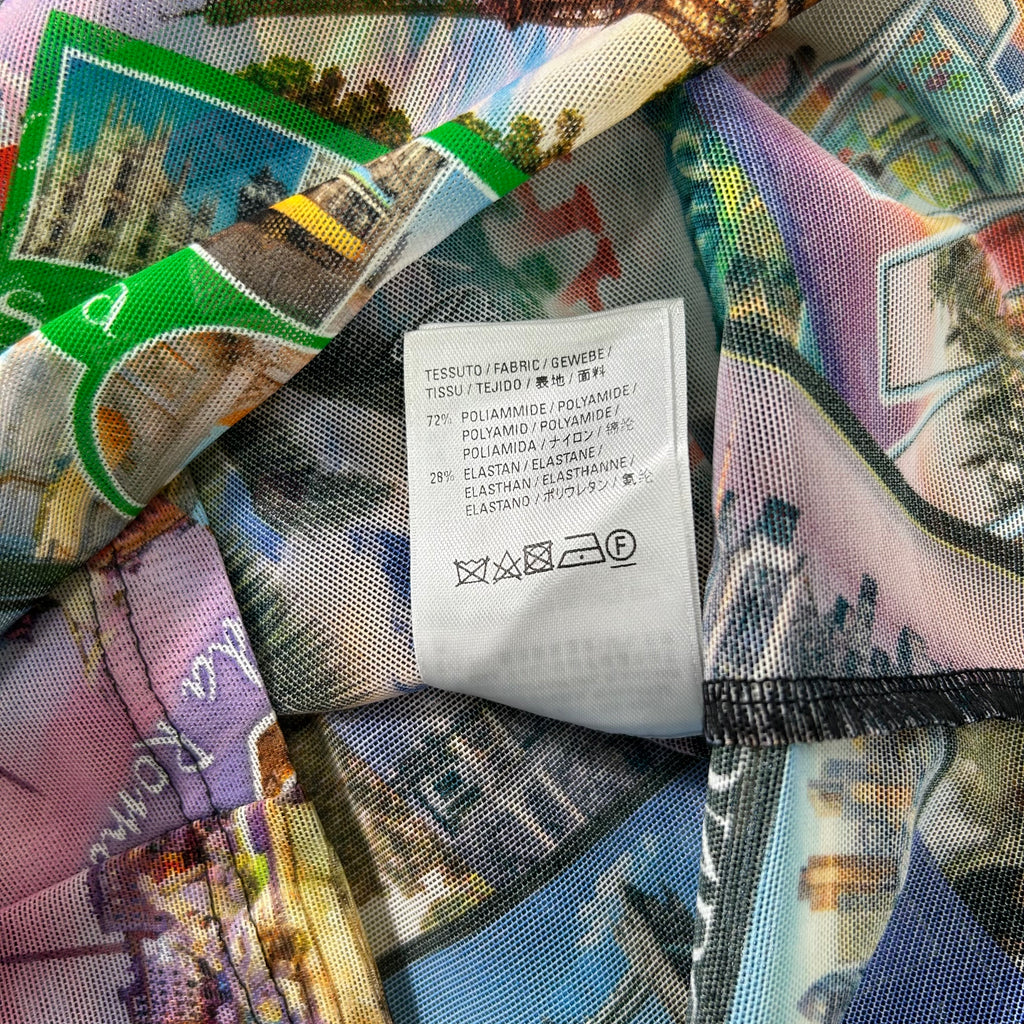 TESSUTO / FABRIC / GEWEBE /
TISSU / TEJIDO / 表地 / 面料
72% POLIAMMIDE / POLYAMIDE /
POLYAMID / POLYAMIDE /
POLIAMIDA / ナイロン / 锦纶
28% ELASTAN / ELASTANE /
ELASTHAN / ELASTHANNE /
ELASTANO / ポリウレタン / 氨纶
F
Roma